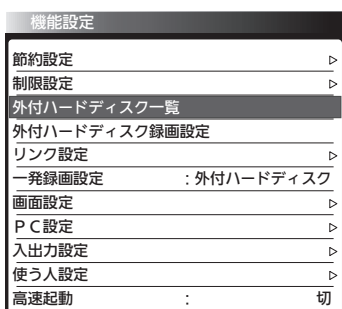 機能設定
節約設定 ▷
制限設定 ▷
外付ハードディスク一覧
外付ハードディスク録画設定
リンク設定 ▷
一発録画設定 :外付ハードディスク
画面設定 ▷
PC設定 ▷
入出力設定 ▷
使う人設定 ▷
高速起動 : 切